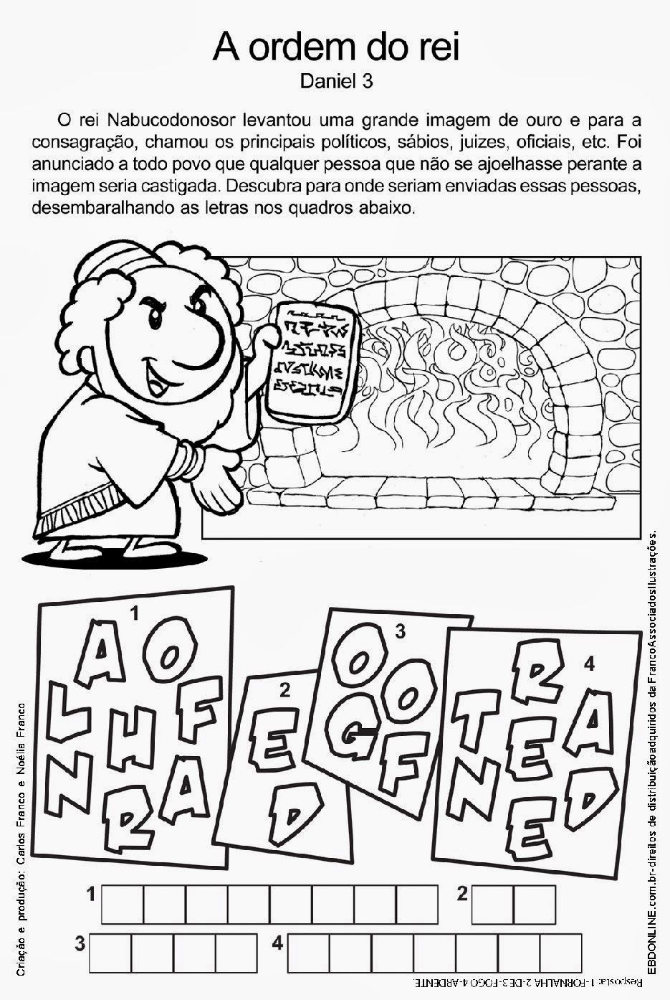 A ordem do rei
Daniel 3
O rei Nabucodonosor levantou uma grande imagem de ouro e para a
consagração, chamou os principais políticos, sábios, juizes, oficiais, etc. Foi
anunciado a todo povo que qualquer pessoa que não se ajoelhasse perante a
imagem seria castigada. Descubra para onde seriam enviadas essas pessoas,
desembaralhando as letras nos quadros abaixo.
1
A O
L H F
N R A
2
E
D
3
O O
G F
4
R
T E A
N E D
1
2
3
4
Resposta: 1-FORNALHA 2-DE 3-FOGO 4-ARDENTE.
Criação e produção: Carlos Franco e Noélia Franco
EBDONLINE.com.br-direitos de distribuiçãoadquiridos da FrancoAssociadosIlustrações.